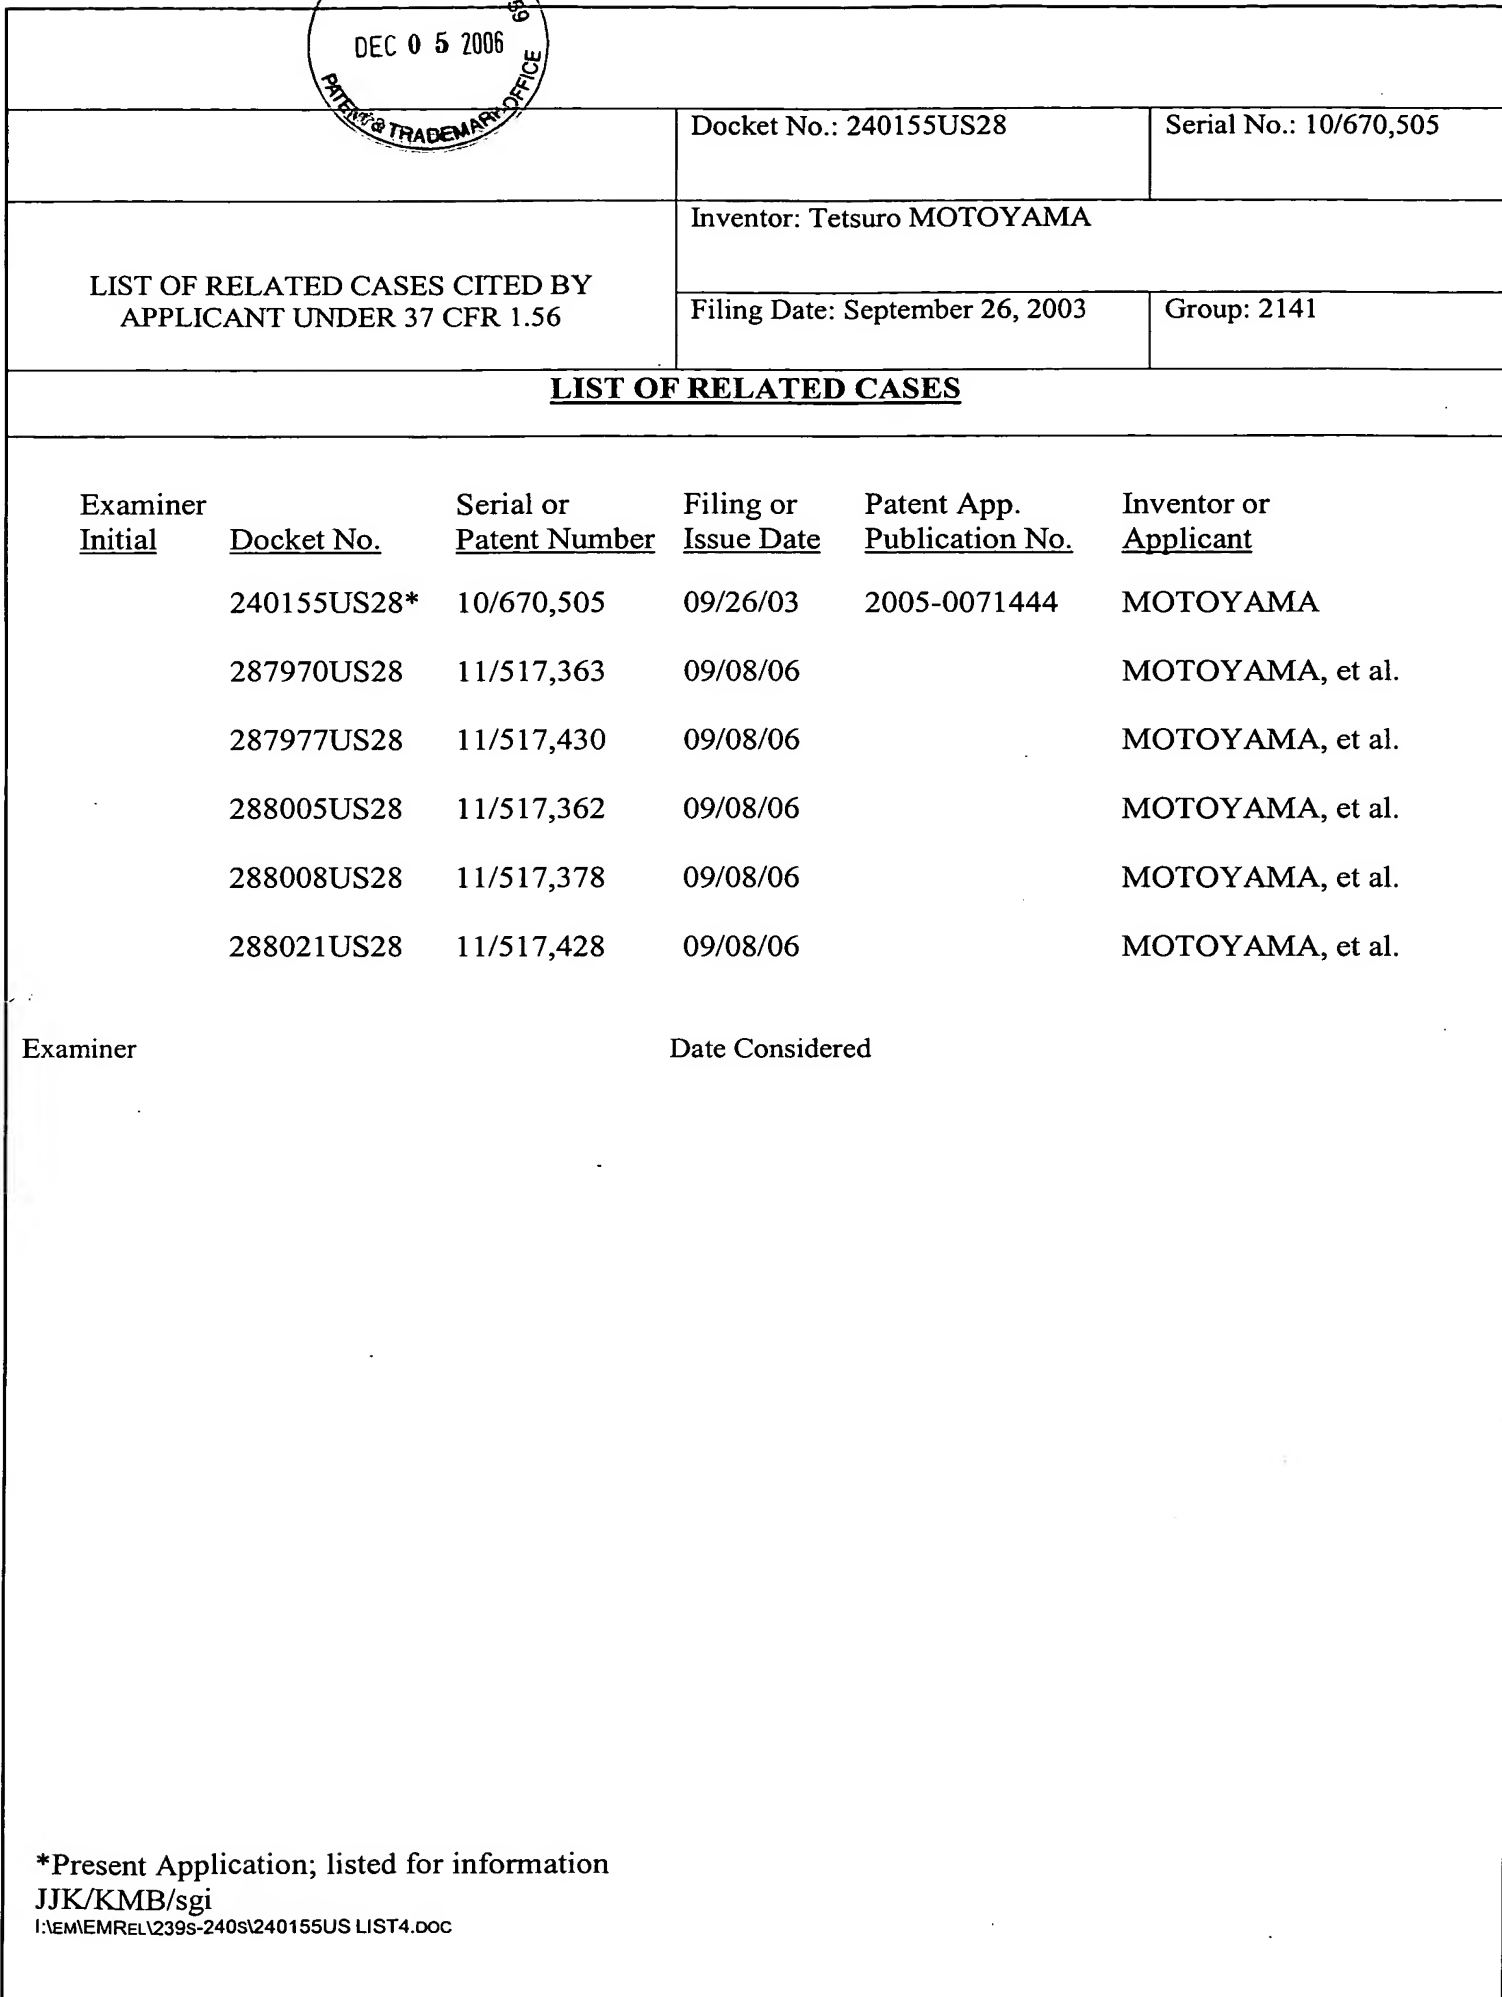 DEC 0 5 2006
PATENT & TRADEMARK OFFICE
Docket No.: 240155US28
Serial No.: 10/670,505
LIST OF RELATED CASES CITED BY
APPLICANT UNDER 37 CFR 1.56
Inventor: Tetsuro MOTOYAMA
Filing Date: September 26, 2003
Group: 2141
LIST OF RELATED CASES
Examiner Serial or Filing or Patent App. Inventor or
Initial Docket No. Patent Number Issue Date Publication No. Applicant
240155US28* 10/670,505 09/26/03 2005-0071444 MOTOYAMA
287970US28 11/517,363 09/08/06 MOTOYAMA, et al.
287977US28 11/517,430 09/08/06 MOTOYAMA, et al.
288005US28 11/517,362 09/08/06 MOTOYAMA, et al.
288008US28 11/517,378 09/08/06 MOTOYAMA, et al.
288021US28 11/517,428 09/08/06 MOTOYAMA, et al.
Examiner Date Considered
*Present Application; listed for information
JJK/KMB/sgi
I:\EM\EMREL\239S-240S\240155US LIST4.DOC